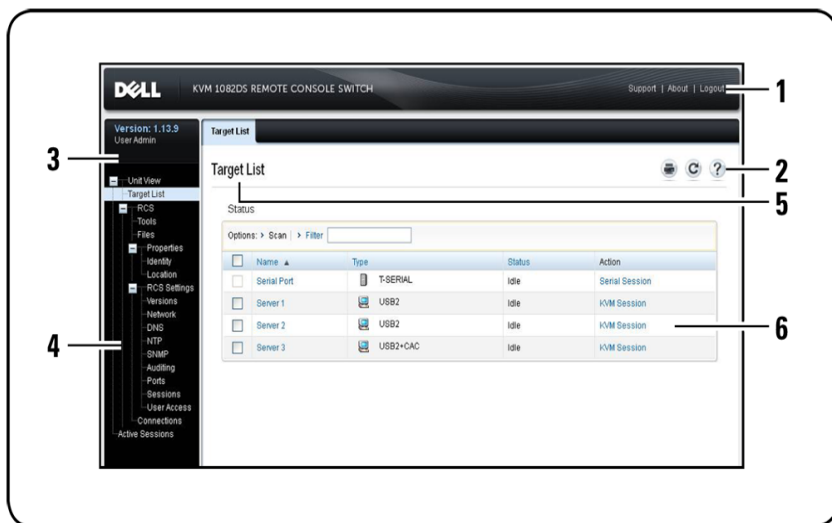 DELL KVM 1082DS REMOTE CONSOLE SWITCH
Support | About | Logout
1
Version: 1.13.9
User Admin
3
Unit View
Target List
RCS
Tools
Files
Properties
Identity
Location
RCS Settings
Versions
Network
DNS
NTP
SNMP
Auditing
Ports
Sessions
User Access
Connections
Active Sessions
4
Target List
Target List
?
2
5
Status
Options: > Scan | > Filter
Name Type Status Action
Serial Port T-SERIAL Idle Serial Session
Server 1 USB2 Idle KVM Session
Server 2 USB2 Idle KVM Session
6
Server 3 USB2+CAC Idle KVM Session